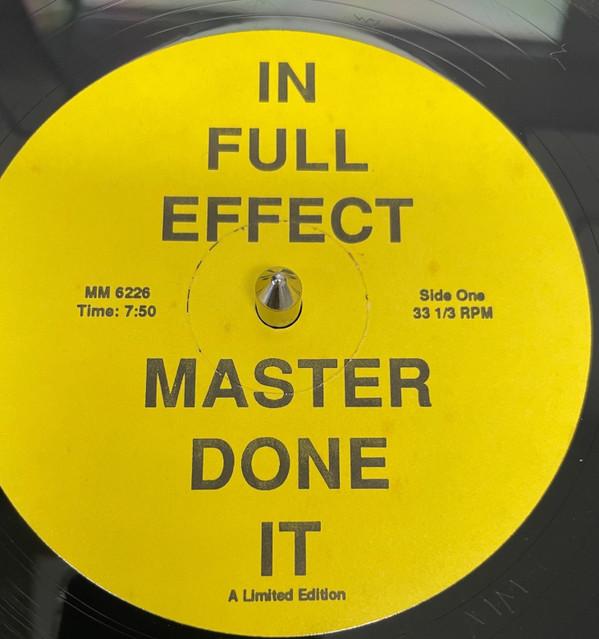 IN
FULL
EFFECT
MM 6226
Time: 7:50
Side One
33 1/3 RPM
MASTER
DONE
IT
A Limited Edition